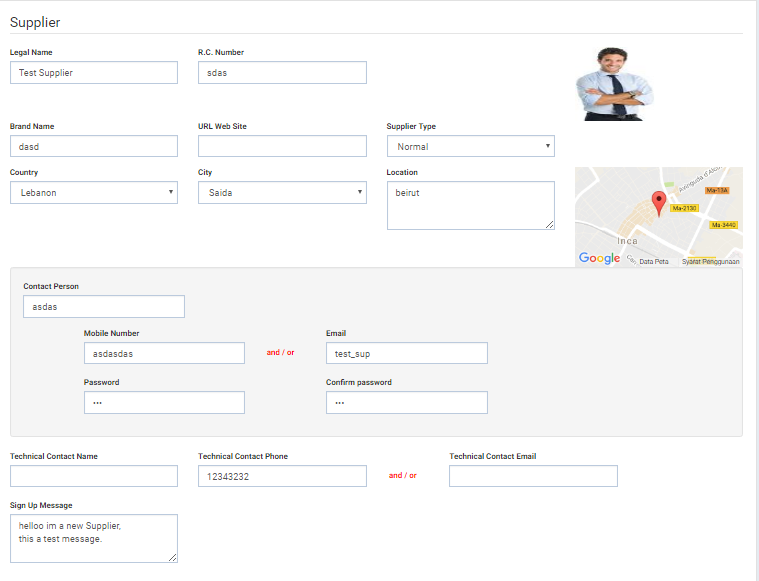 Supplier
Legal Name
R.C. Number
Test Supplier
sdas
Brand Name
URL Web Site
Supplier Type
dasd
Normal
Country
City
Location
Lebanon
Saida
beirut
Avinguda d'Alcú
Ma-13A
Ma-2130
Ma-3440
Inca
Google
Data Peta
Syarat Penggunaan
Contact Person
asdas
Mobile Number
Email
asdasdas
and / or
test_sup
Password
Confirm password
•••
•••
Technical Contact Name
Technical Contact Phone
Technical Contact Email
12343232
and / or
Sign Up Message
helloo im a new Supplier,
this a test message.